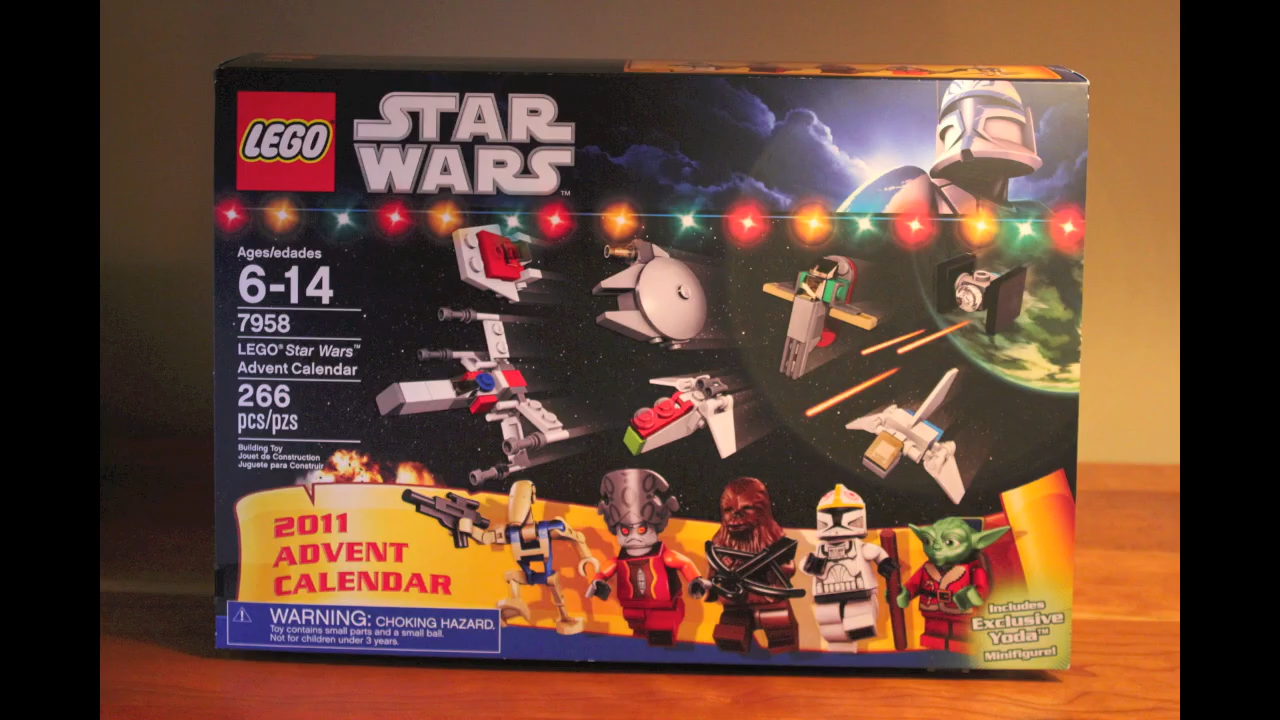 LEGO
STAR
WARS™
Ages/edades
6-14
7958
LEGO® Star Wars™
Advent Calendar
266
pcs/pzs
Building Toy
Jouet de Construction
Juguete para Construir
2011
ADVENT
CALENDAR
WARNING: CHOKING HAZARD.
Toy contains small parts and a small ball.
Not for children under 3 years.
Includes
Exclusive
Yoda™
Minifigure!